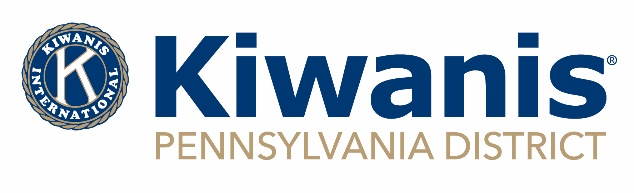 KIWANIS
K
INTERNATIONAL
Kiwanis®
PENNSYLVANIA DISTRICT